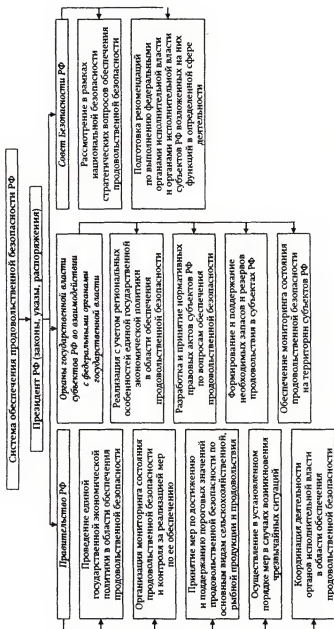 Система обеспечения продовольственной безопасности РФ
Президент РФ (законы, указы, распоряжения)
Правительство РФ
Проведение единой
государственной экономической
политики в области обеспечения
продовольственной безопасности
Организация мониторинга состояния
продовольственной безопасности
и контроля за реализацией мер
по ее обеспечению
Принятие мер по достижению
и поддержанию пороговых значений
продовольственной безопасности по
основным видам сельскохозяйственной,
рыбной продукции и продовольствия
Осуществление в установленном
порядке мер в случаях возникновения
чрезвычайных ситуаций
Координация деятельности
органов исполнительной власти
в области обеспечения
продовольственной безопасности
Органы государственной власти
субъектов РФ во взаимодействии
с федеральными органами
государственной власти
Реализация с учетом региональных
особенностей единой государственной
экономической политики
в области обеспечения
продовольственной безопасности
Разработка и принятие нормативных
правовых актов субъектов РФ
по вопросам обеспечения
продовольственной безопасности
Формирование и поддержание
необходимых запасов и резервов
продовольствия в субъектах РФ
Обеспечение мониторинга состояния
продовольственной безопасности
на территории субъектов РФ
Совет Безопасности РФ
Рассмотрение в рамках
национальной безопасности
стратегических вопросов обеспечения
продовольственной безопасности
Подготовка рекомендаций
по выполнению федеральными
органами исполнительной власти
и органами исполнительной власти
субъектов РФ возложенных на них
функций в определенной сфере
деятельности